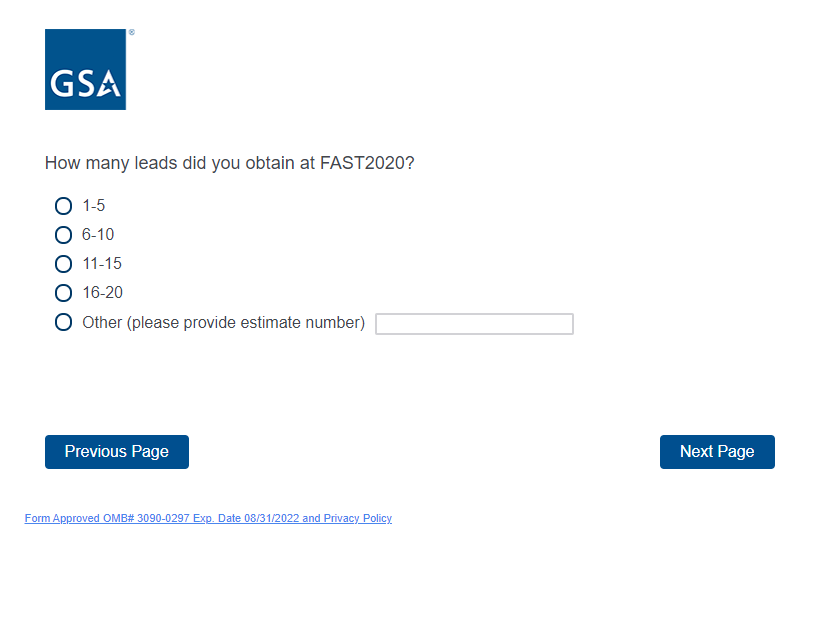 GSA
®
How many leads did you obtain at FAST2020?
1-5
6-10
11-15
16-20
Other (please provide estimate number)
Previous Page
Next Page
Form Approved OMB# 3090-0297 Exp. Date 08/31/2022 and Privacy Policy